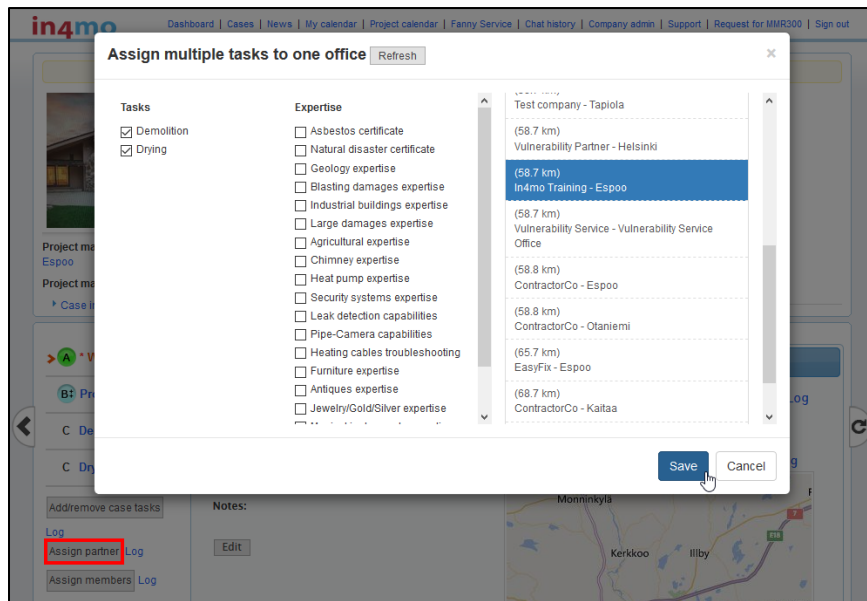 in4mo
Dashboard | Cases | News | My calendar | Project calendar | Fanny Service | Chat history | Company admin | Support | Request for MMR300 | Sign out
Assign multiple tasks to one office Refresh ×
Tasks
Demolition
Drying
Expertise
Asbestos certificate
Natural disaster certificate
Geology expertise
Blasting damages expertise
Industrial buildings expertise
Large damages expertise
Agricultural expertise
Chimney expertise
Heat pump expertise
Security systems expertise
Leak detection capabilities
Pipe-Camera capabilities
Heating cables troubleshooting
Furniture expertise
Antiques expertise
Jewelry/Gold/Silver expertise
Test company - Tapiola
(58.7 km)
Vulnerability Partner - Helsinki
(58.7 km)
In4mo Training - Espoo
(58.7 km)
Vulnerability Service - Vulnerability Service
Office
(58.8 km)
ContractorCo - Espoo
(58.8 km)
ContractorCo - Otaniemi
(65.7 km)
EasyFix - Espoo
(68.7 km)
ContractorCo - Kaitaa
Save Cancel
Project ma
Espoo
Project ma
Case i
A * W
B‡ Pr
C De
C Dry
Log
g
Add/remove case tasks
Log
Assign partner Log
Assign members Log
Notes:
Edit
Monninkylä
Kerkkoo
Illby
7
E18